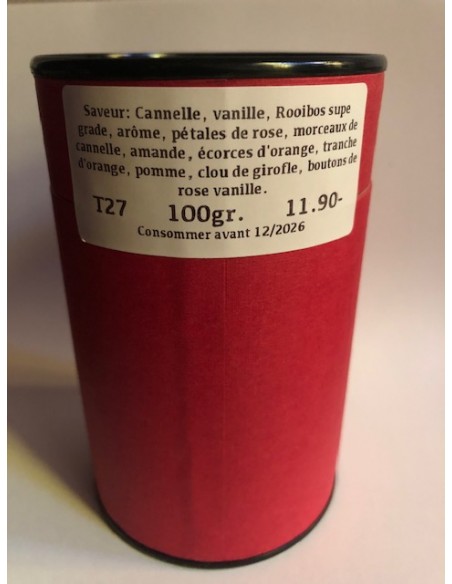 Saveur: Cannelle, vanille, Rooibos supe
grade, arôme, pétales de rose, morceaux de
cannelle, amande, écorces d'orange, tranche
d'orange, pomme, clou de girofle, boutons de
rose vanille.
T27 100gr. 11.90-
Consommer avant 12/2026